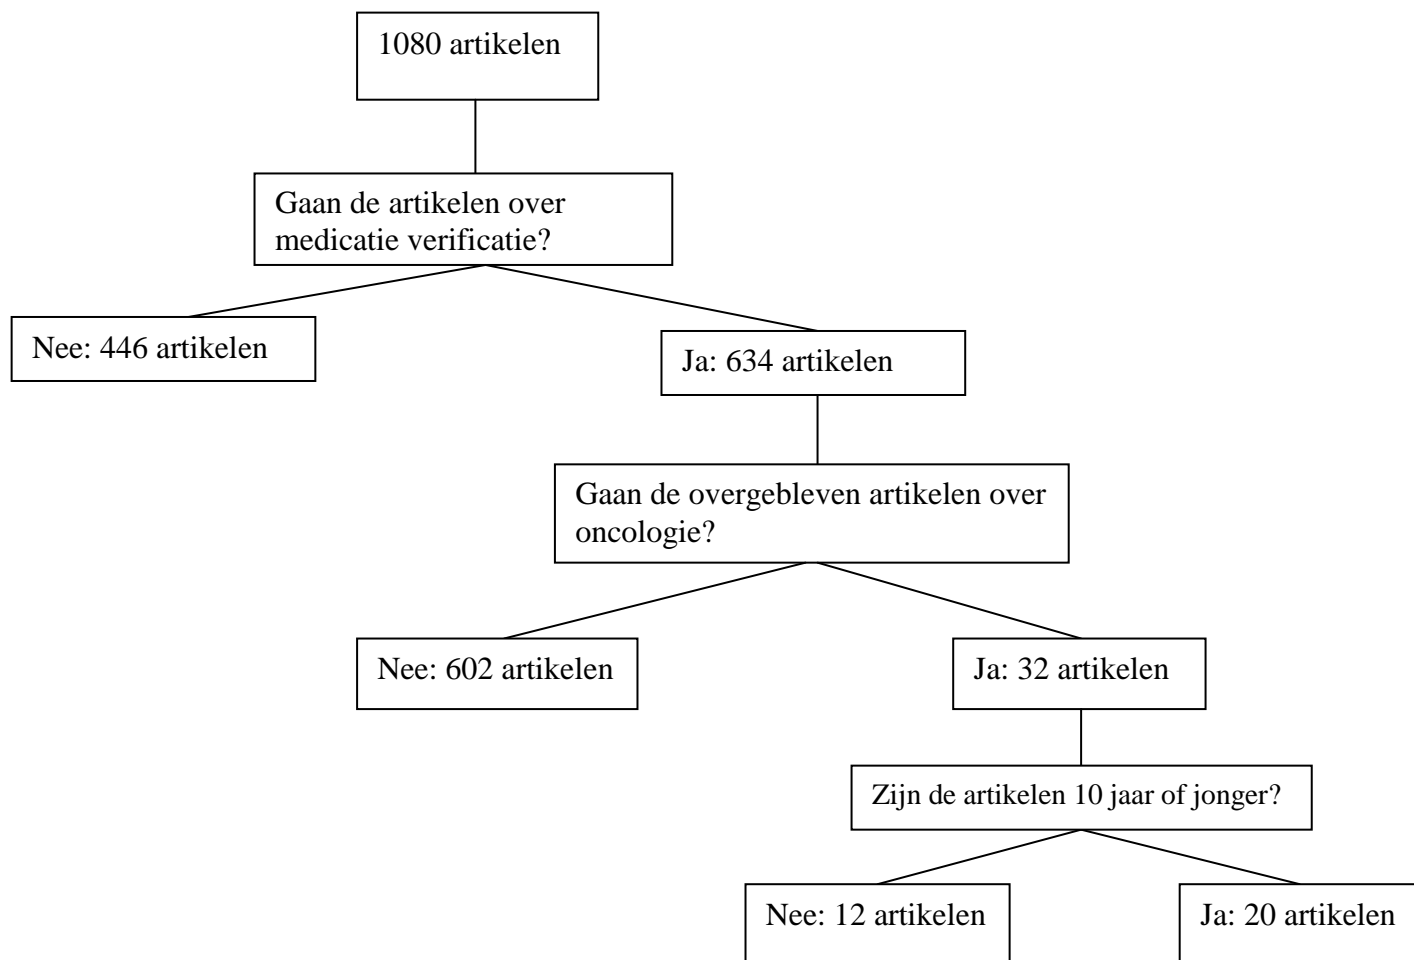 1080 artikelen
Gaan de artikelen over
medicatie verificatie?
Nee: 446 artikelen
Ja: 634 artikelen
Gaan de overgebleven artikelen over
oncologie?
Nee: 602 artikelen
Ja: 32 artikelen
Zijn de artikelen 10 jaar of jonger?
Nee: 12 artikelen
Ja: 20 artikelen